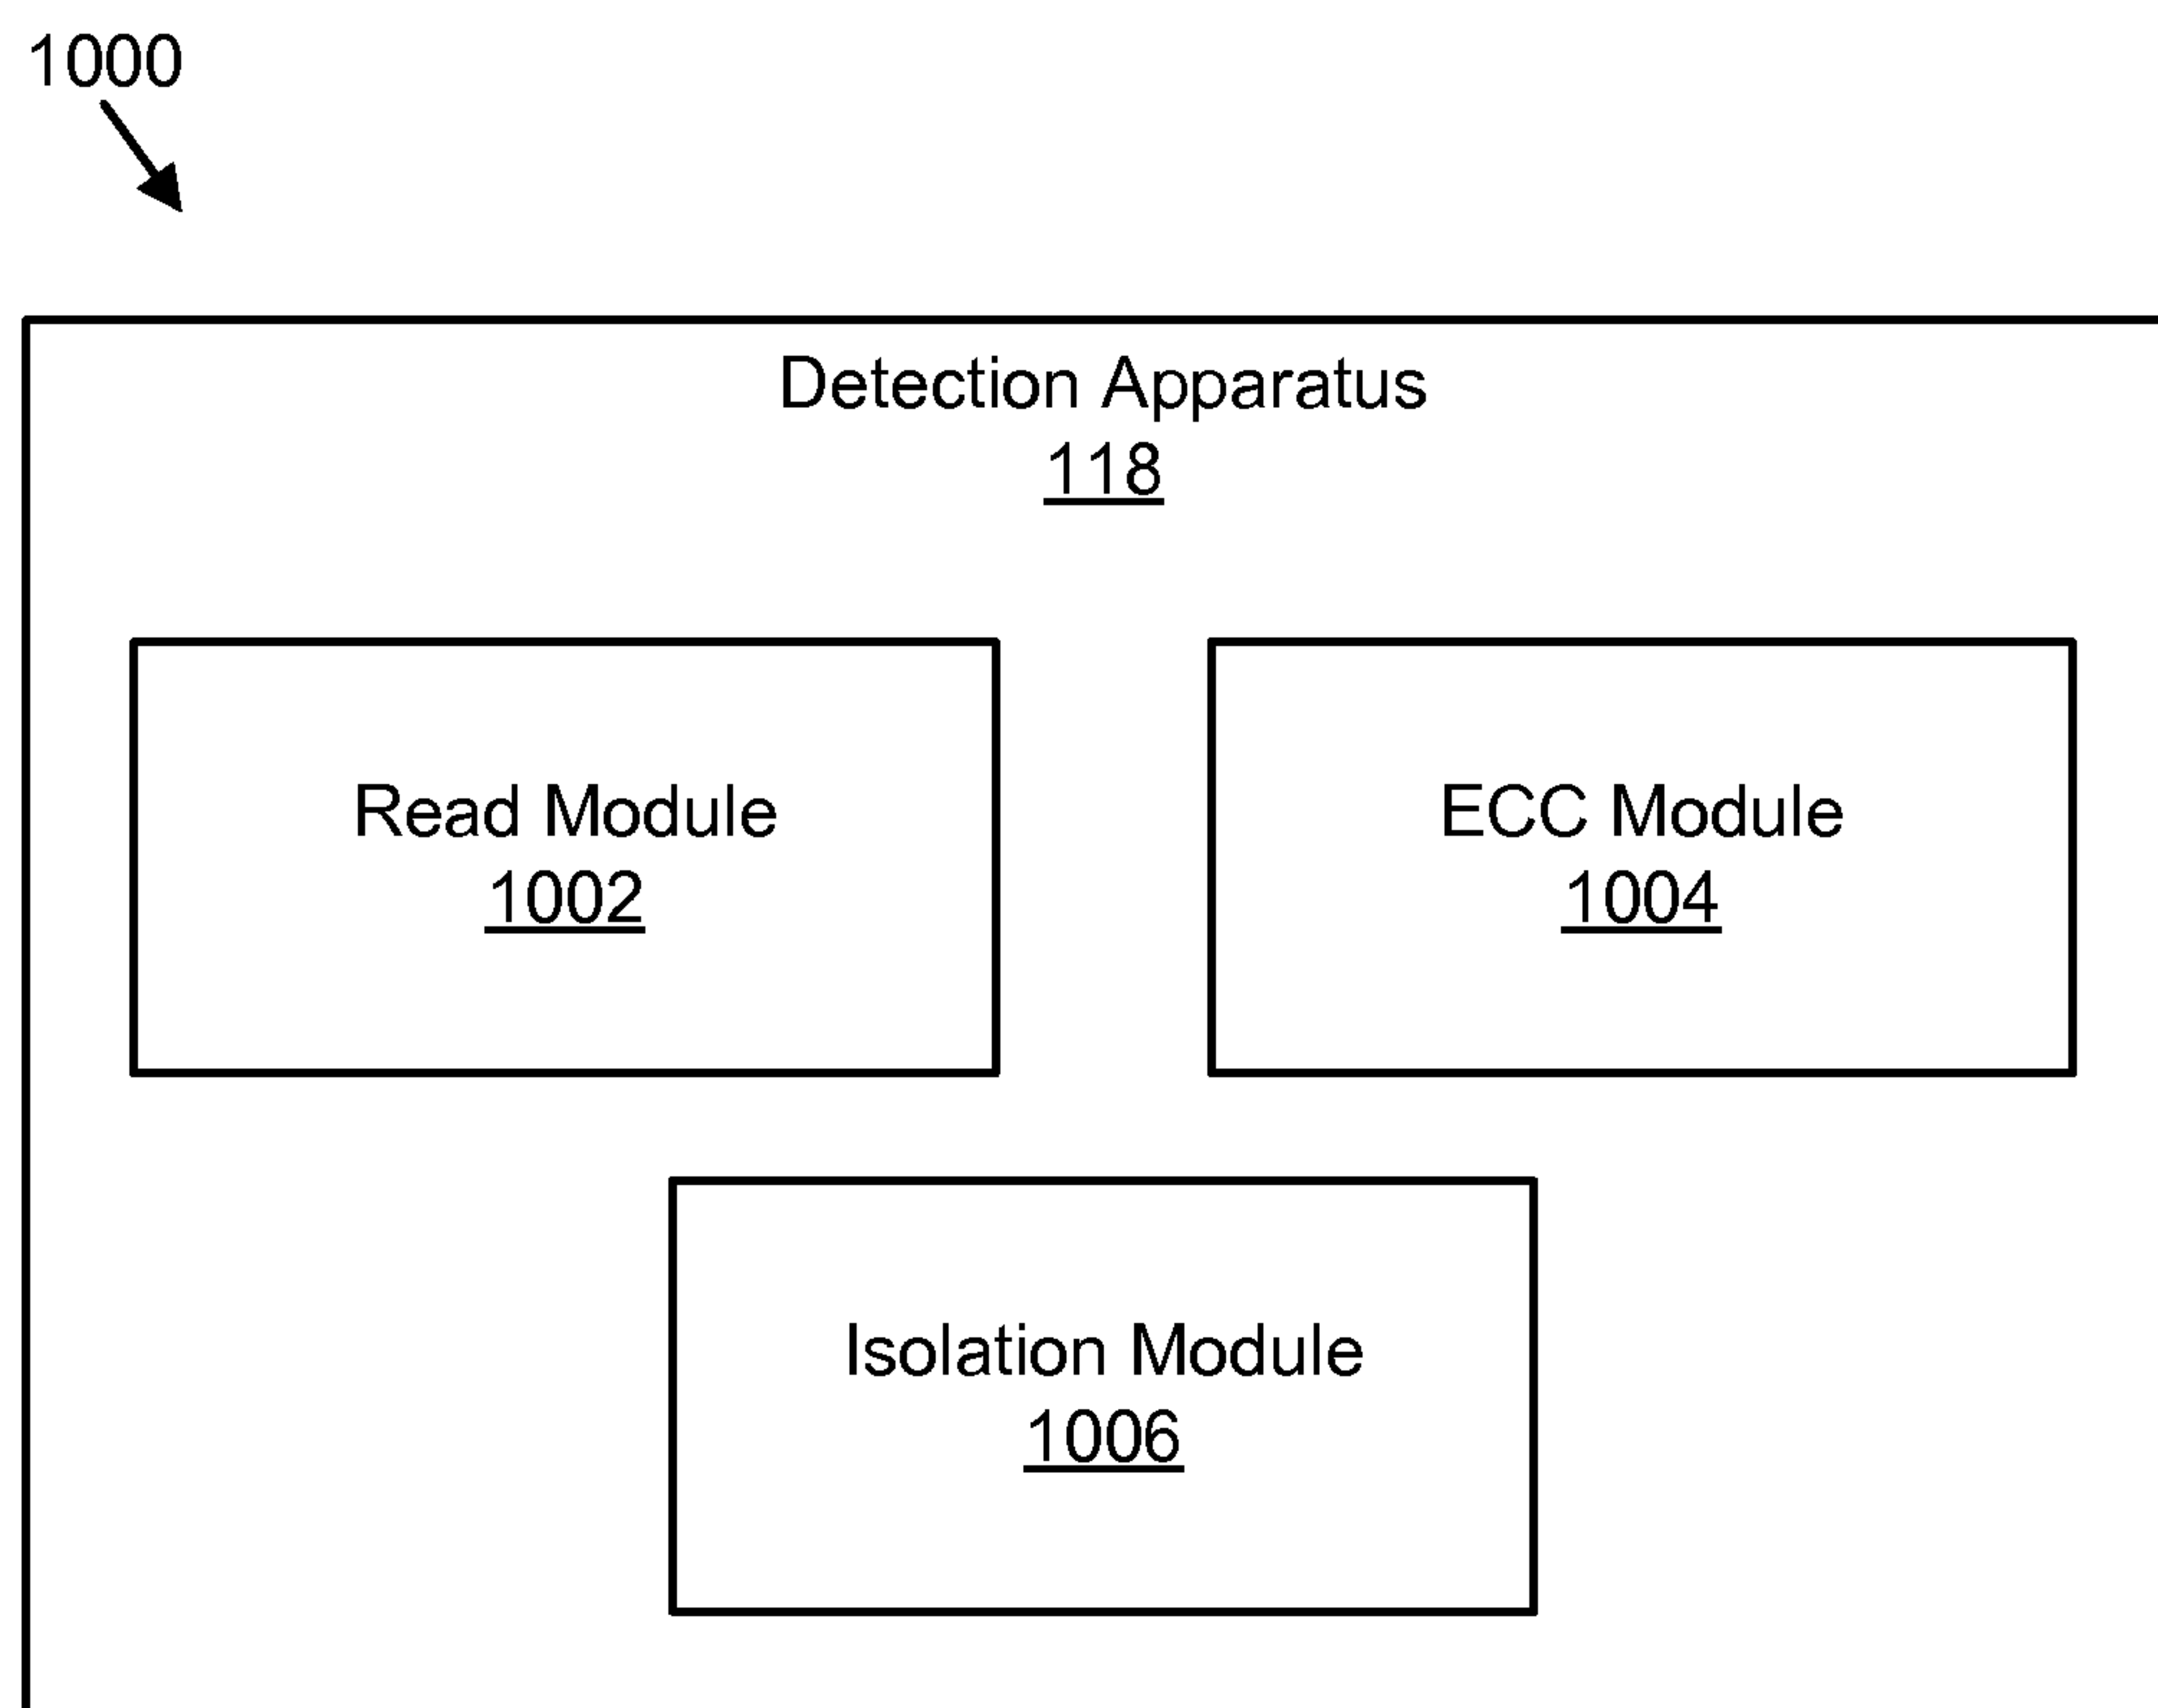 1000
Detection Apparatus
118
Read Module
1002
ECC Module
1004
Isolation Module
1006